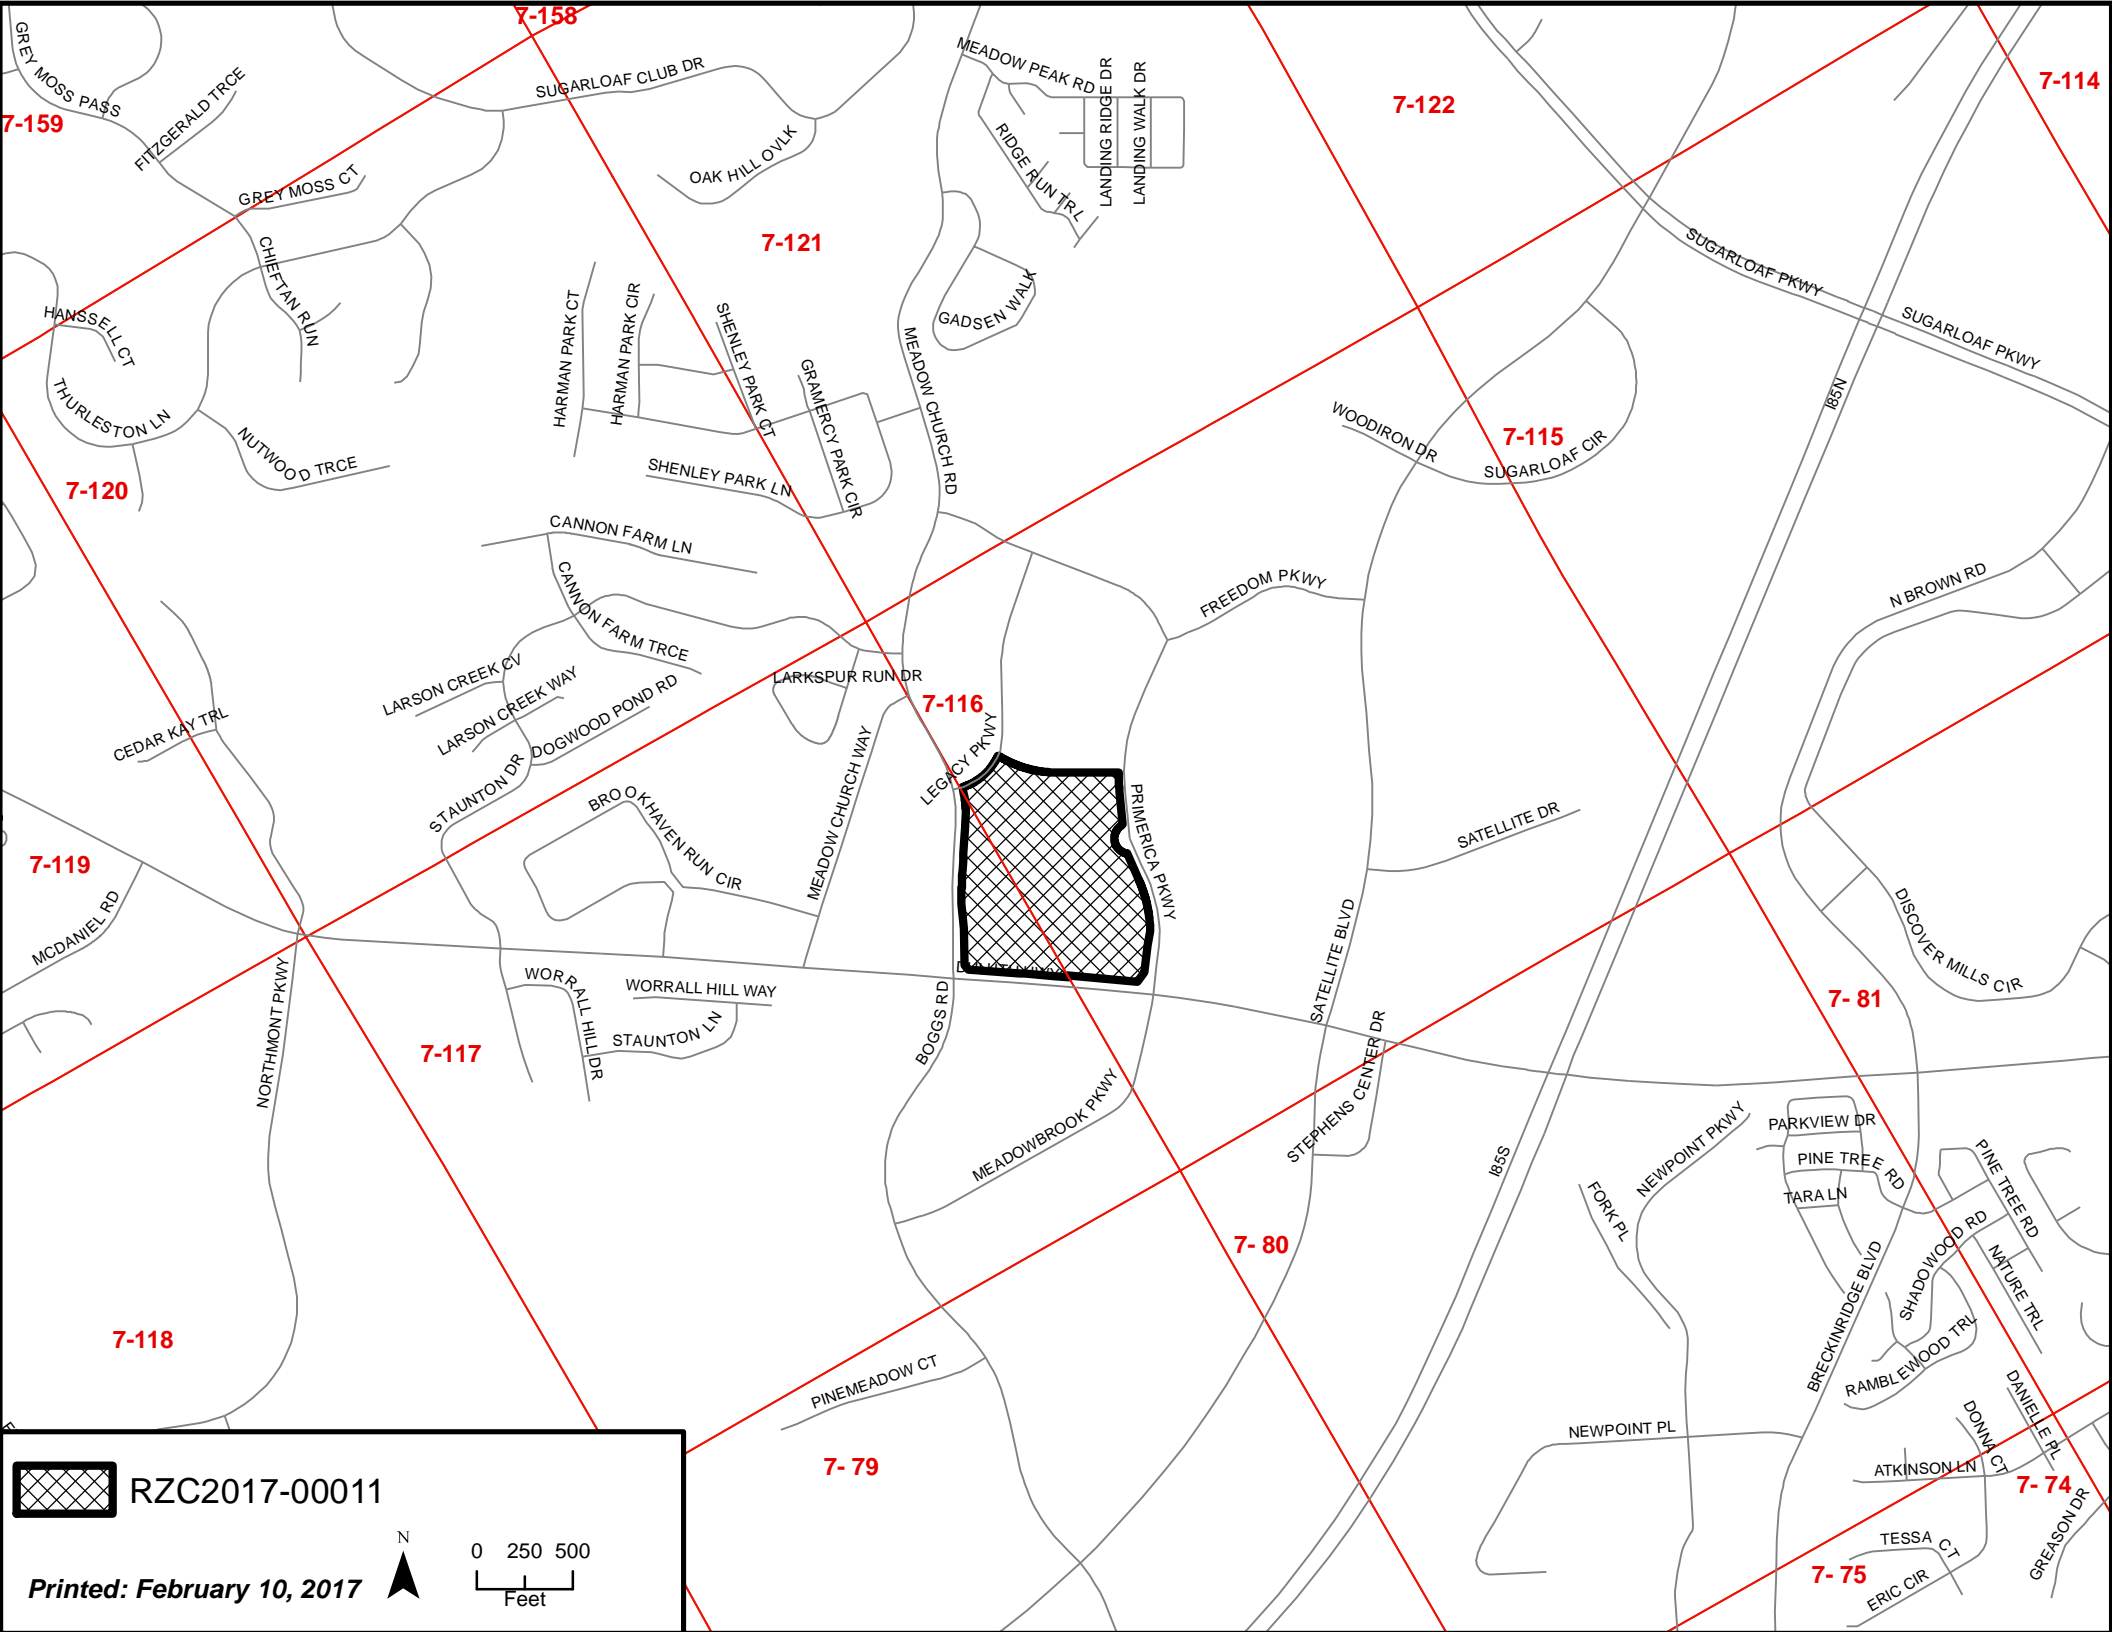 7-158
GREY MOSS PASS
FITZGERALD TRCE
SUGARLOAF CLUB DR
MEADOW PEAK RD
LANDING RIDGE DR
LANDING WALK DR
7-122
7-114
7-159
OAK HILL OVLK
RIDGE RUN TRL
GREY MOSS CT
7-121
CHIEFTAN RUN
SUGARLOAF PKWY
SUGARLOAF PKWY
HANSSELL CT
HARMAN PARK CT
HARMAN PARK CIR
SHENLEY PARK CT
GADSEN WALK
MEADOW CHURCH RD
GRAMERCY PARK CIR
I85N
THURLESTON LN
NUTWOOD TRCE
WOODIRON DR
7-115
SUGARLOAF CIR
7-120
SHENLEY PARK LN
CANNON FARM LN
CANNON FARM TRCE
FREEDOM PKWY
N BROWN RD
LARSON CREEK CV
LARSON CREEK WAY
DOGWOOD POND RD
LARKSPUR RUN DR
7-116
CEDAR KAY TRL
LEGACY PKWY
MEADOW CHURCH WAY
STAUNTON DR
BROOKHAVEN RUN CIR
PRIMERICA PKWY
SATELLITE DR
7-119
MCDANIEL RD
SATELLITE BLVD
DISCOVER MILLS CIR
NORTHMONT PKWY
WORRALL HILL DR
WORRALL HILL WAY
STAUNTON LN
BOGGS RD
7- 81
7-117
STEPHENS CENTER DR
MEADOWBROOK PKWY
I85S
NEWPOINT PKWY
PARKVIEW DR
PINE TREE RD
TARA LN
PINE TREE RD
FORK PL
SHADOWOOD RD
NATURE TRL
7- 80
BRECKINRIDGE BLVD
7-118
RAMBLEWOOD TRL
PINEMEADOW CT
DANIELLE PL
DONNA CT
NEWPOINT PL
7- 79
ATKINSON LN
7- 74
GREASON DR
TESSA CT
7- 75
ERIC CIR
RZC2017-00011
N
0 250 500
Feet
Printed: February 10, 2017